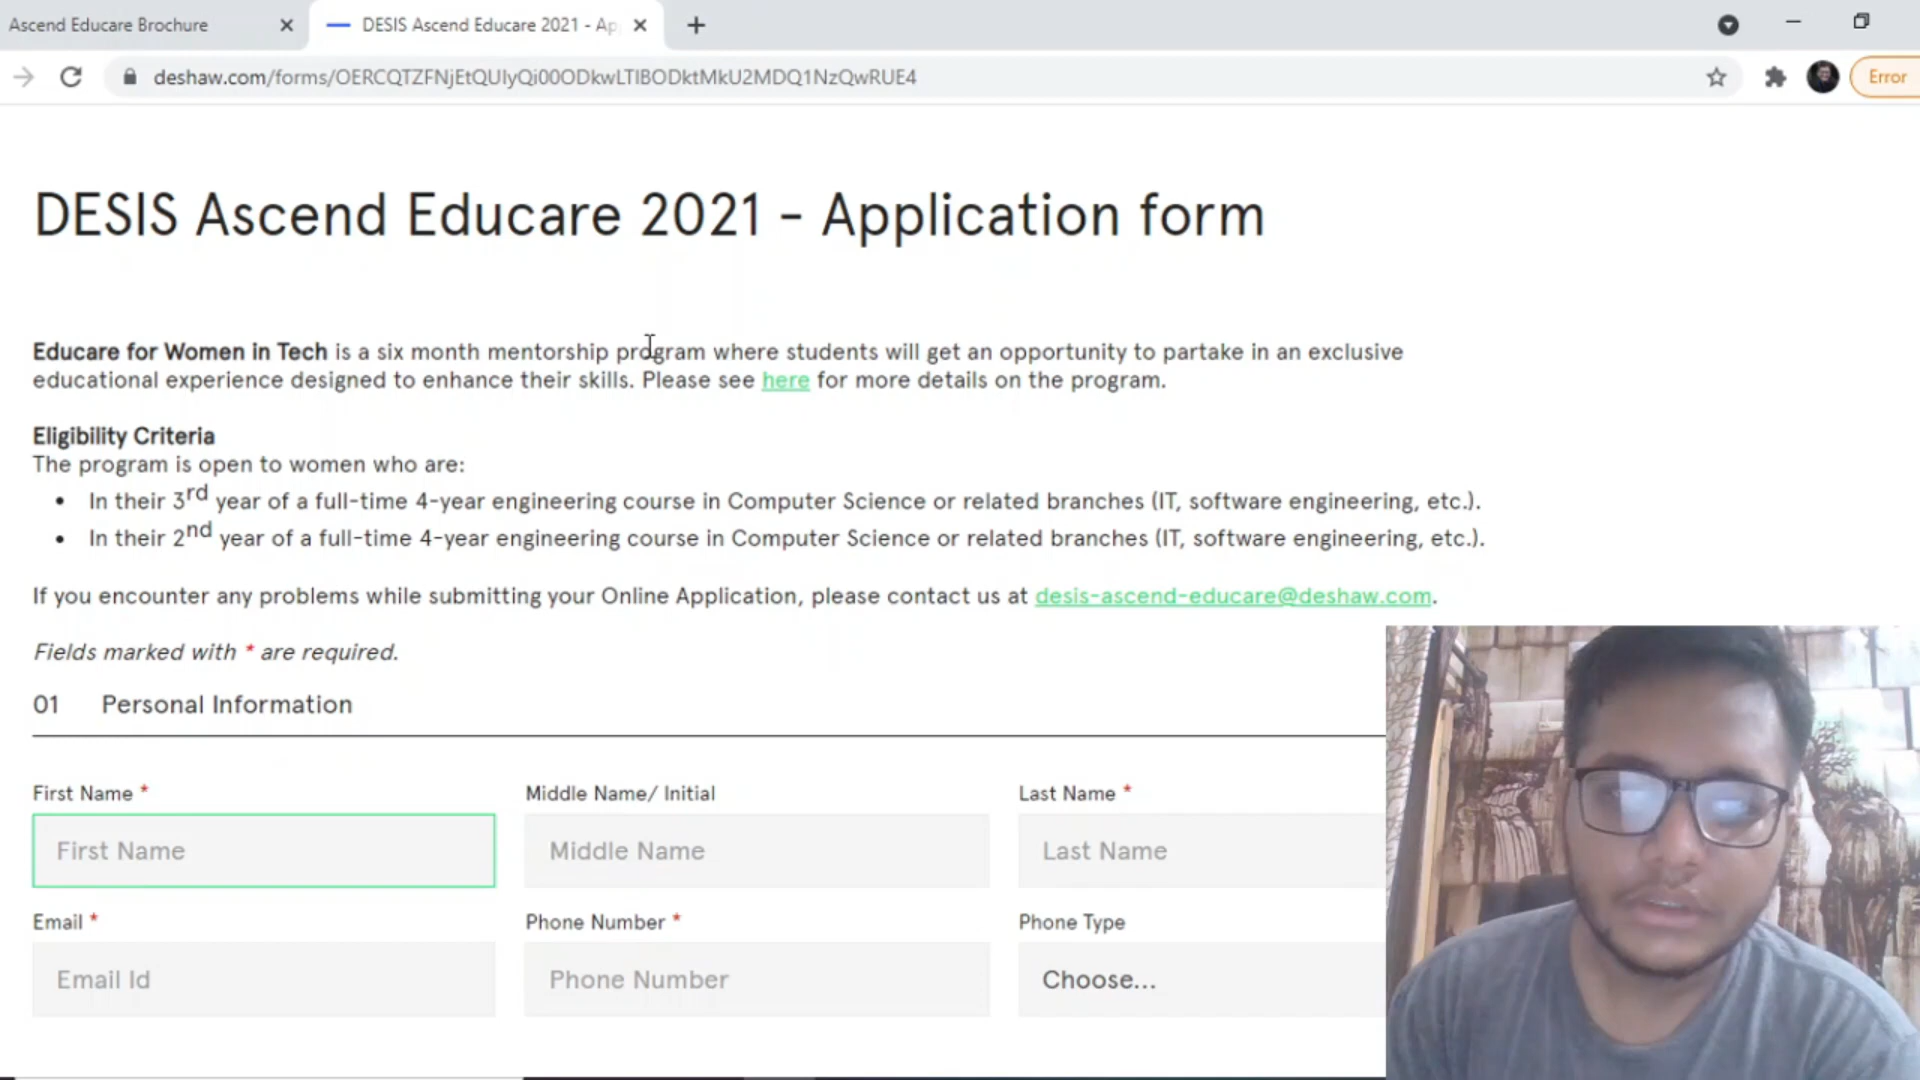 Ascend Educare Brochure
DESIS Ascend Educare 2021 - Ap
deshaw.com/forms/OERCQTZFNjEtQUIyQi00ODkwLTlBODktMkU2MDQ1NzQwRUE4
Error
DESIS Ascend Educare 2021 - Application form
Educare for Women in Tech is a six month mentorship program where students will get an opportunity to partake in an exclusive
educational experience designed to enhance their skills. Please see here for more details on the program.
Eligibility Criteria
The program is open to women who are:
• In their 3rd year of a full-time 4-year engineering course in Computer Science or related branches (IT, software engineering, etc.).
• In their 2nd year of a full-time 4-year engineering course in Computer Science or related branches (IT, software engineering, etc.).
If you encounter any problems while submitting your Online Application, please contact us at desis-ascend-educare@deshaw.com.
Fields marked with * are required.
01 Personal Information
First Name * Middle Name/ Initial Last Name *
First Name Middle Name Last Name
Email * Phone Number * Phone Type
Email Id Phone Number Choose...